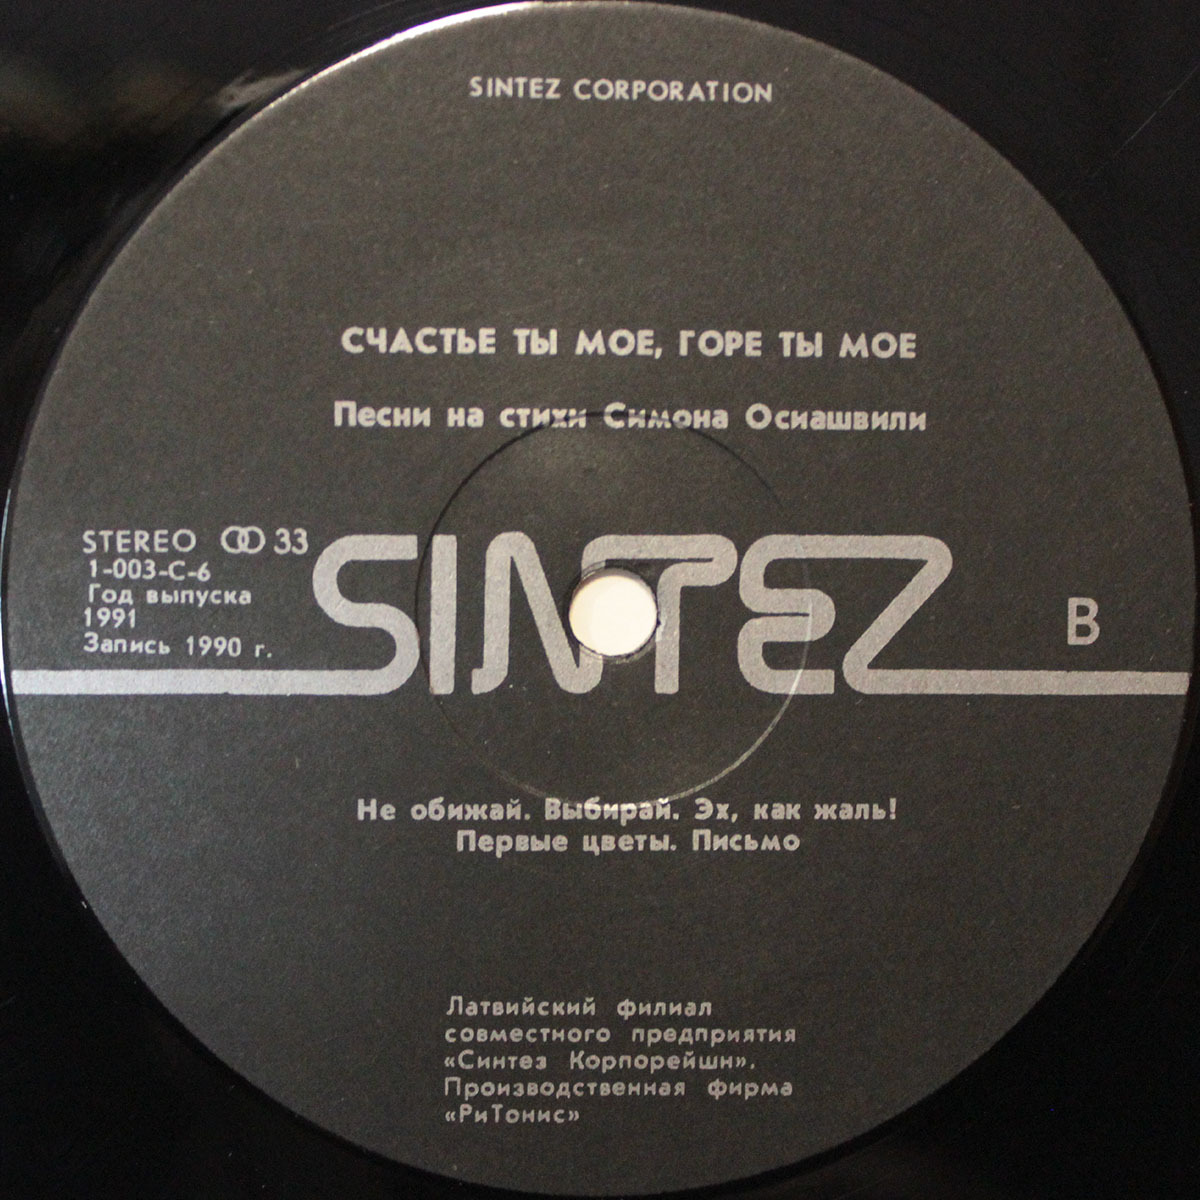 SINTEZ CORPORATION
СЧАСТЬЕ ТЫ МОЕ, ГОРЕ ТЫ МОЕ
Песни на стихи Симона Осиашвили
STEREO 33
1-003-C-6
Год выпуска
1991
Запись 1990 г.
SINTEZ
B
Не обижай. Выбирай. Эх, как жаль!
Первые цветы. Письмо
Латвийский филиал
совместного предприятия
«Синтез Корпорейшн».
Производственная фирма
«РиТонис»